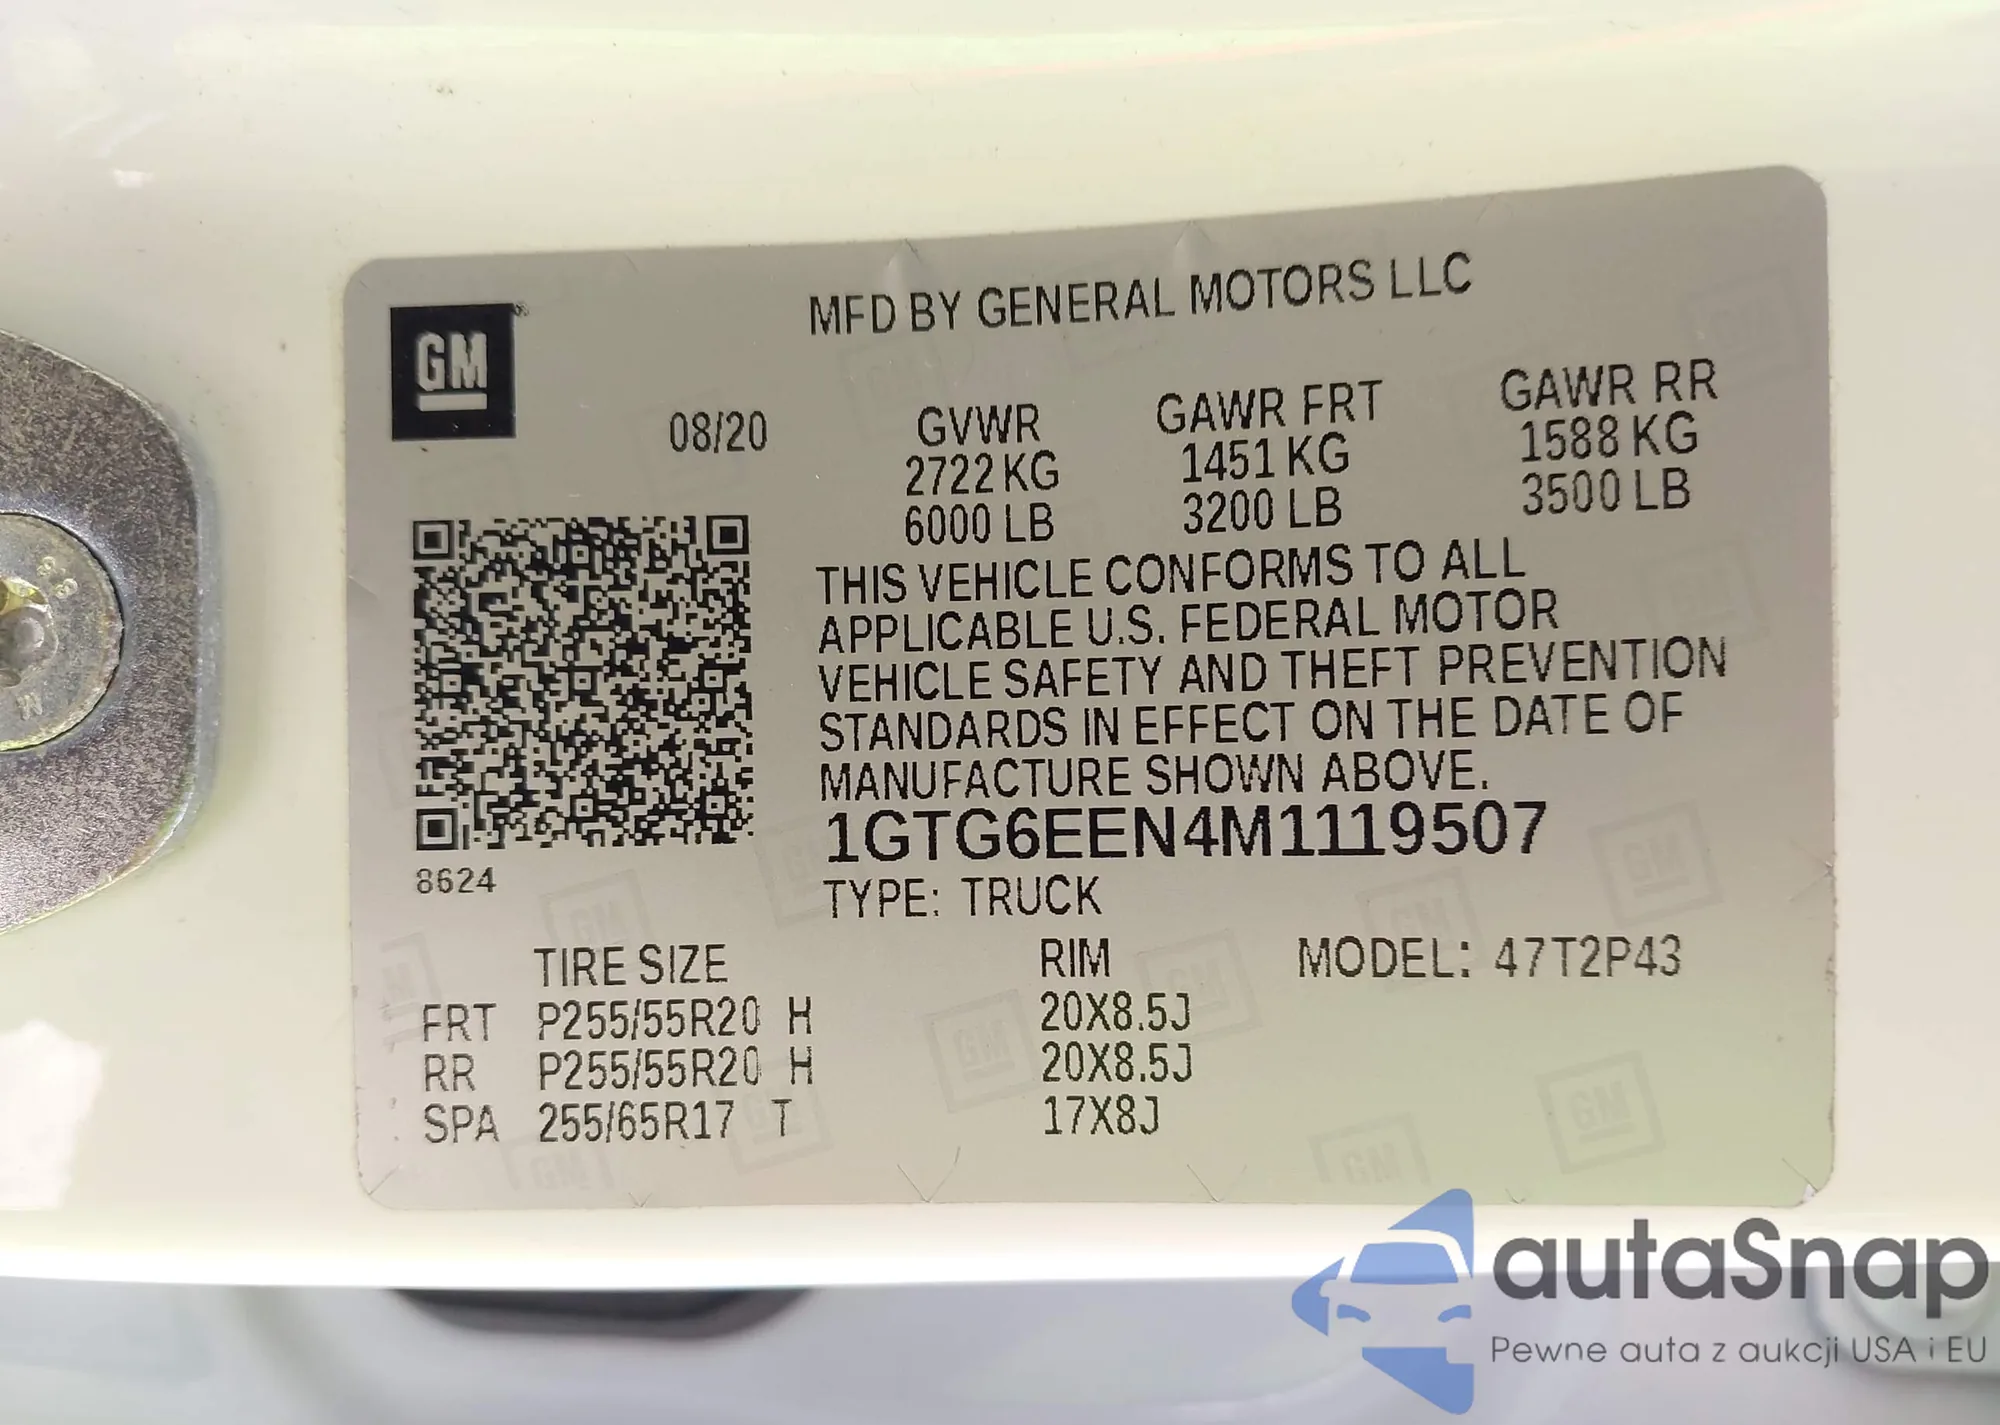 MFD BY GENERAL MOTORS LLC
GM
®
08/20 GVWR GAWR FRT GAWR RR
2722 KG 1451 KG 1588 KG
6000 LB 3200 LB 3500 LB
THIS VEHICLE CONFORMS TO ALL
APPLICABLE U.S. FEDERAL MOTOR
VEHICLE SAFETY AND THEFT PREVENTION
STANDARDS IN EFFECT ON THE DATE OF
MANUFACTURE SHOWN ABOVE.
1GTG6EEN4M1119507
8624
TYPE: TRUCK
TIRE SIZE RIM MODEL: 47T2P43
FRT P255/55R20 H 20X8.5J
RR P255/55R20 H 20X8.5J
SPA 255/65R17 T 17X8J
autaSnap
Pewne auta z aukcji USA i EU